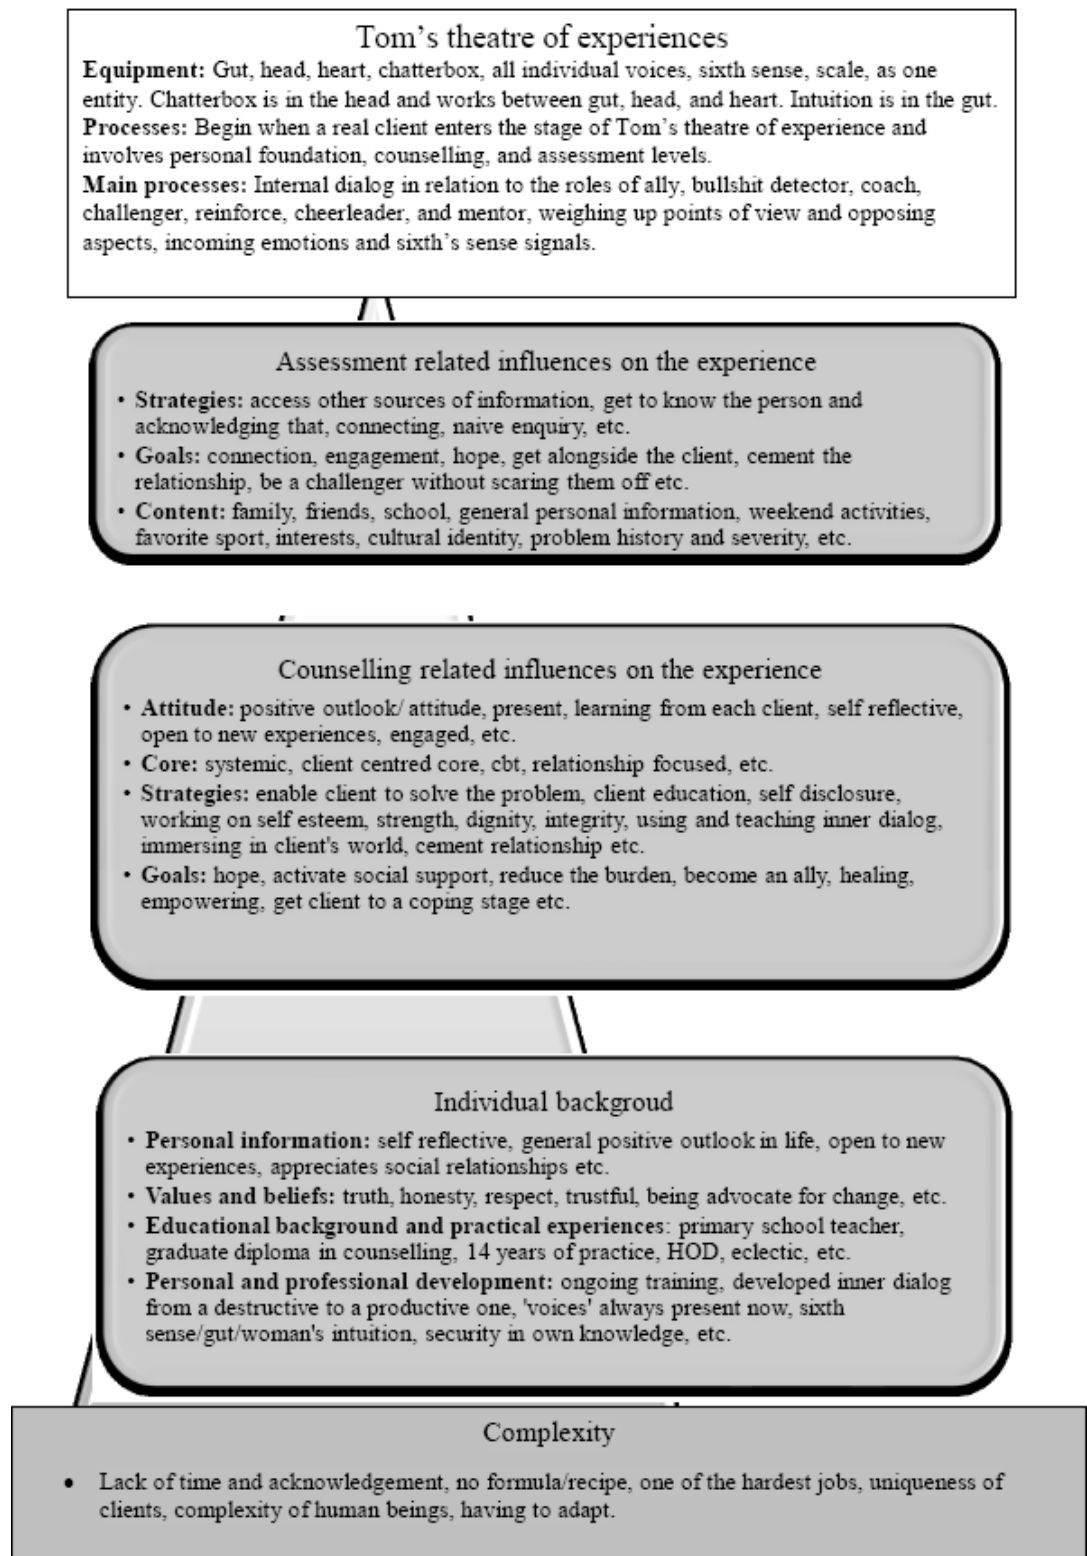 Tom's theatre of experiences
Equipment: Gut, head, heart, chatterbox, all individual voices, sixth sense, scale, as one
entity. Chatterbox is in the head and works between gut, head, and heart. Intuition is in the gut.
Processes: Begin when a real client enters the stage of Tom's theatre of experience and
involves personal foundation, counselling, and assessment levels.
Main processes: Internal dialog in relation to the roles of ally, bullshit detector, coach,
challenger, reinforce, cheerleader, and mentor, weighing up points of view and opposing
aspects, incoming emotions and sixth's sense signals.
Assessment related influences on the experience
• Strategies: access other sources of information, get to know the person and
acknowledging that, connecting, naive enquiry, etc.
• Goals: connection, engagement, hope, get alongside the client, cement the
relationship, be a challenger without scaring them off etc.
• Content: family, friends, school, general personal information, weekend activities,
favorite sport, interests, cultural identity, problem history and severity, etc.
Counselling related influences on the experience
• Attitude: positive outlook/ attitude, present, learning from each client, self reflective,
open to new experiences, engaged, etc.
• Core: systemic, client centred core, cbt, relationship focused, etc.
• Strategies: enable client to solve the problem, client education, self disclosure,
working on self esteem, strength, dignity, integrity, using and teaching inner dialog,
immersing in client's world, cement relationship etc.
• Goals: hope, activate social support, reduce the burden, become an ally, healing,
empowering, get client to a coping stage etc.
Individual backgroud
• Personal information: self reflective, general positive outlook in life, open to new
experiences, appreciates social relationships etc.
• Values and beliefs: truth, honesty, respect, trustful, being advocate for change, etc.
• Educational background and practical experiences: primary school teacher,
graduate diploma in counselling, 14 years of practice, HOD, eclectic, etc.
• Personal and professional development: ongoing training, developed inner dialog
from a destructive to a productive one, 'voices' always present now, sixth
sense/gut/woman's intuition, security in own knowledge, etc.
Complexity
• Lack of time and acknowledgement, no formula/recipe, one of the hardest jobs, uniqueness of
clients, complexity of human beings, having to adapt.